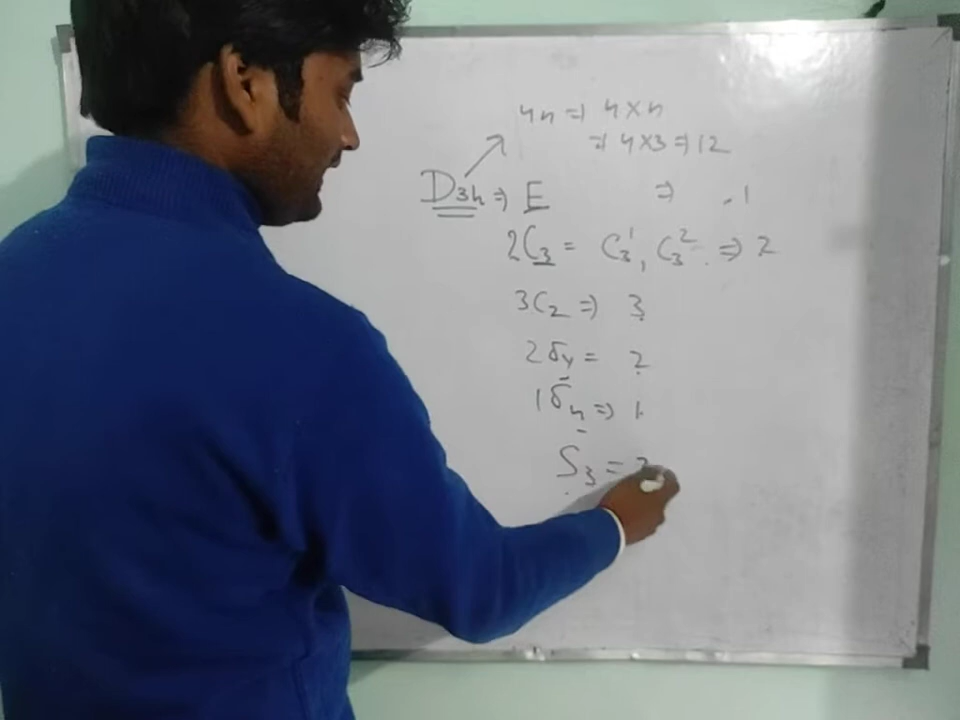 4n ⇒ 4×n
⇒ 4×3 ⇒ 12
D3h ⇒ E ⇒ .1
2C3 = C3¹, C3² ⇒ 2
3C2 ⇒ 3
2σv = 2
1σh ⇒ 1
S3 =